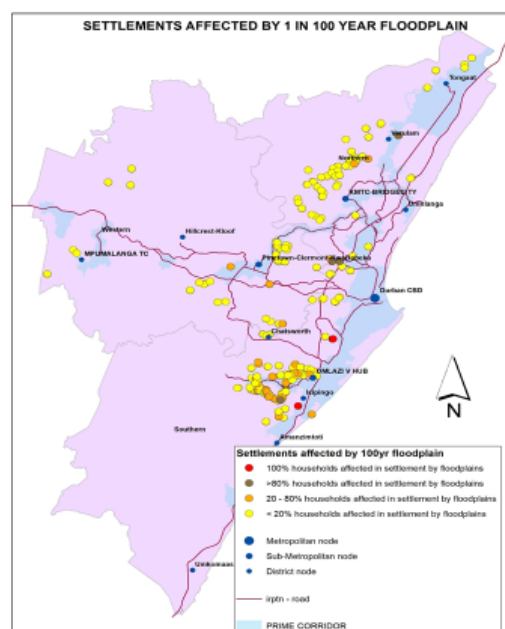 SETTLEMENTS AFFECTED BY 1 IN 100 YEAR FLOODPLAIN
Tongaat
Verulam
Northern
KMTC-BRIDGECITY
Umhlanga
Western
Hillcrest-Kloof
MPUMALANGA TC
Pinetown-Clermont-KwaDabeka
Durban CBD
Chatsworth
UMLAZI V HUB
Isipingo
N
Southern
Amanzimtoti
Umkomaas
Settlements affected by 100yr floodplain
100% households affected in settlement by floodplains
>80% households affected in settlement by floodplains
20 - 80% households affected in settlement by floodplains
< 20% households affected in settlement by floodplains
Metropolitan node
Sub-Metropolitan node
District node
irptn - road
PRIME CORRIDOR